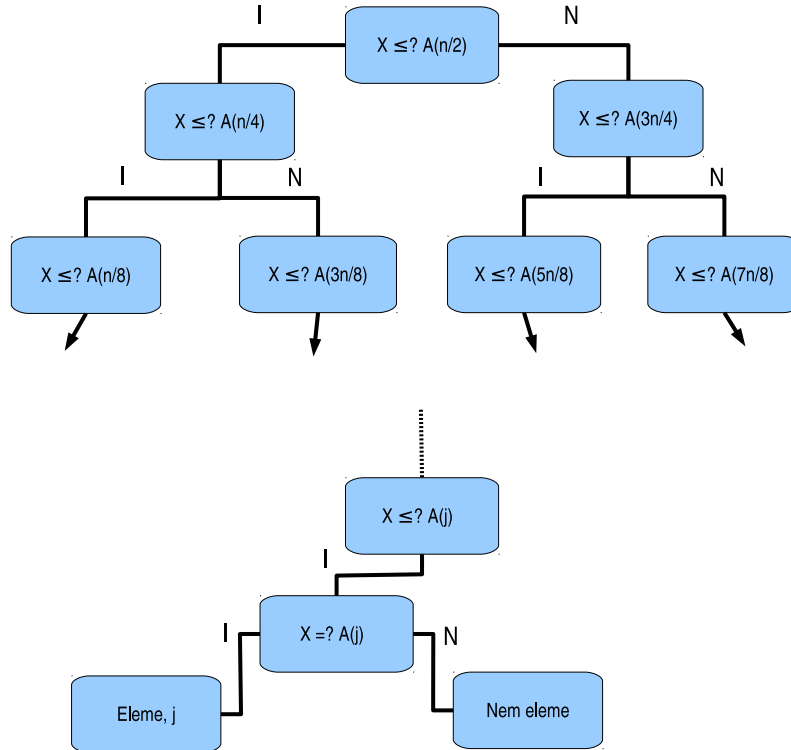 I
N
X ≤? A(n/2)
X ≤? A(n/4)
X ≤? A(3n/4)
I
N
I
N
X ≤? A(n/8)
X ≤? A(3n/8)
X ≤? A(5n/8)
X ≤? A(7n/8)
X ≤? A(j)
I
X =? A(j)
I
N
Eleme, j
Nem eleme